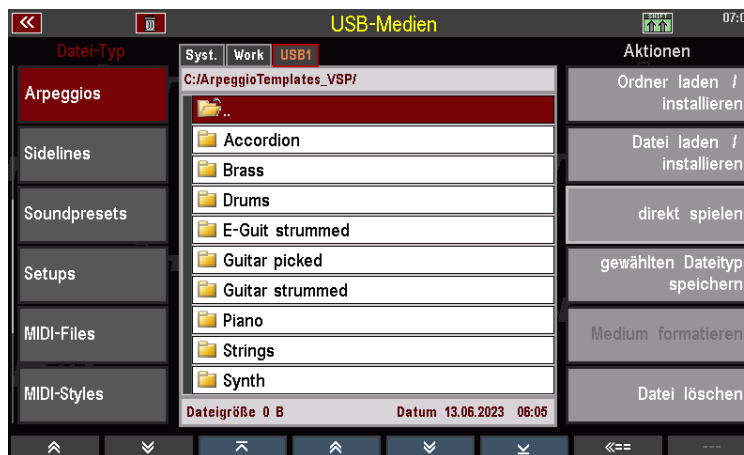 USB-Medien
SHIFT
07:0
Datei-Typ
Syst. Work USB1
Aktionen
C:/ArpeggioTemplates_VSP/
Arpeggios
..
Accordion
Brass
Drums
E-Guit strummed
Guitar picked
Guitar strummed
Piano
Strings
Synth
Sidelines
Soundpresets
Setups
MIDI-Files
MIDI-Styles
Dateigröße 0 B
Datum 13.06.2023 06:05
Ordner laden /
installieren
Datei laden /
installieren
direkt spielen
gewählten Dateityp
speichern
Medium formatieren
Datei löschen
«==
---